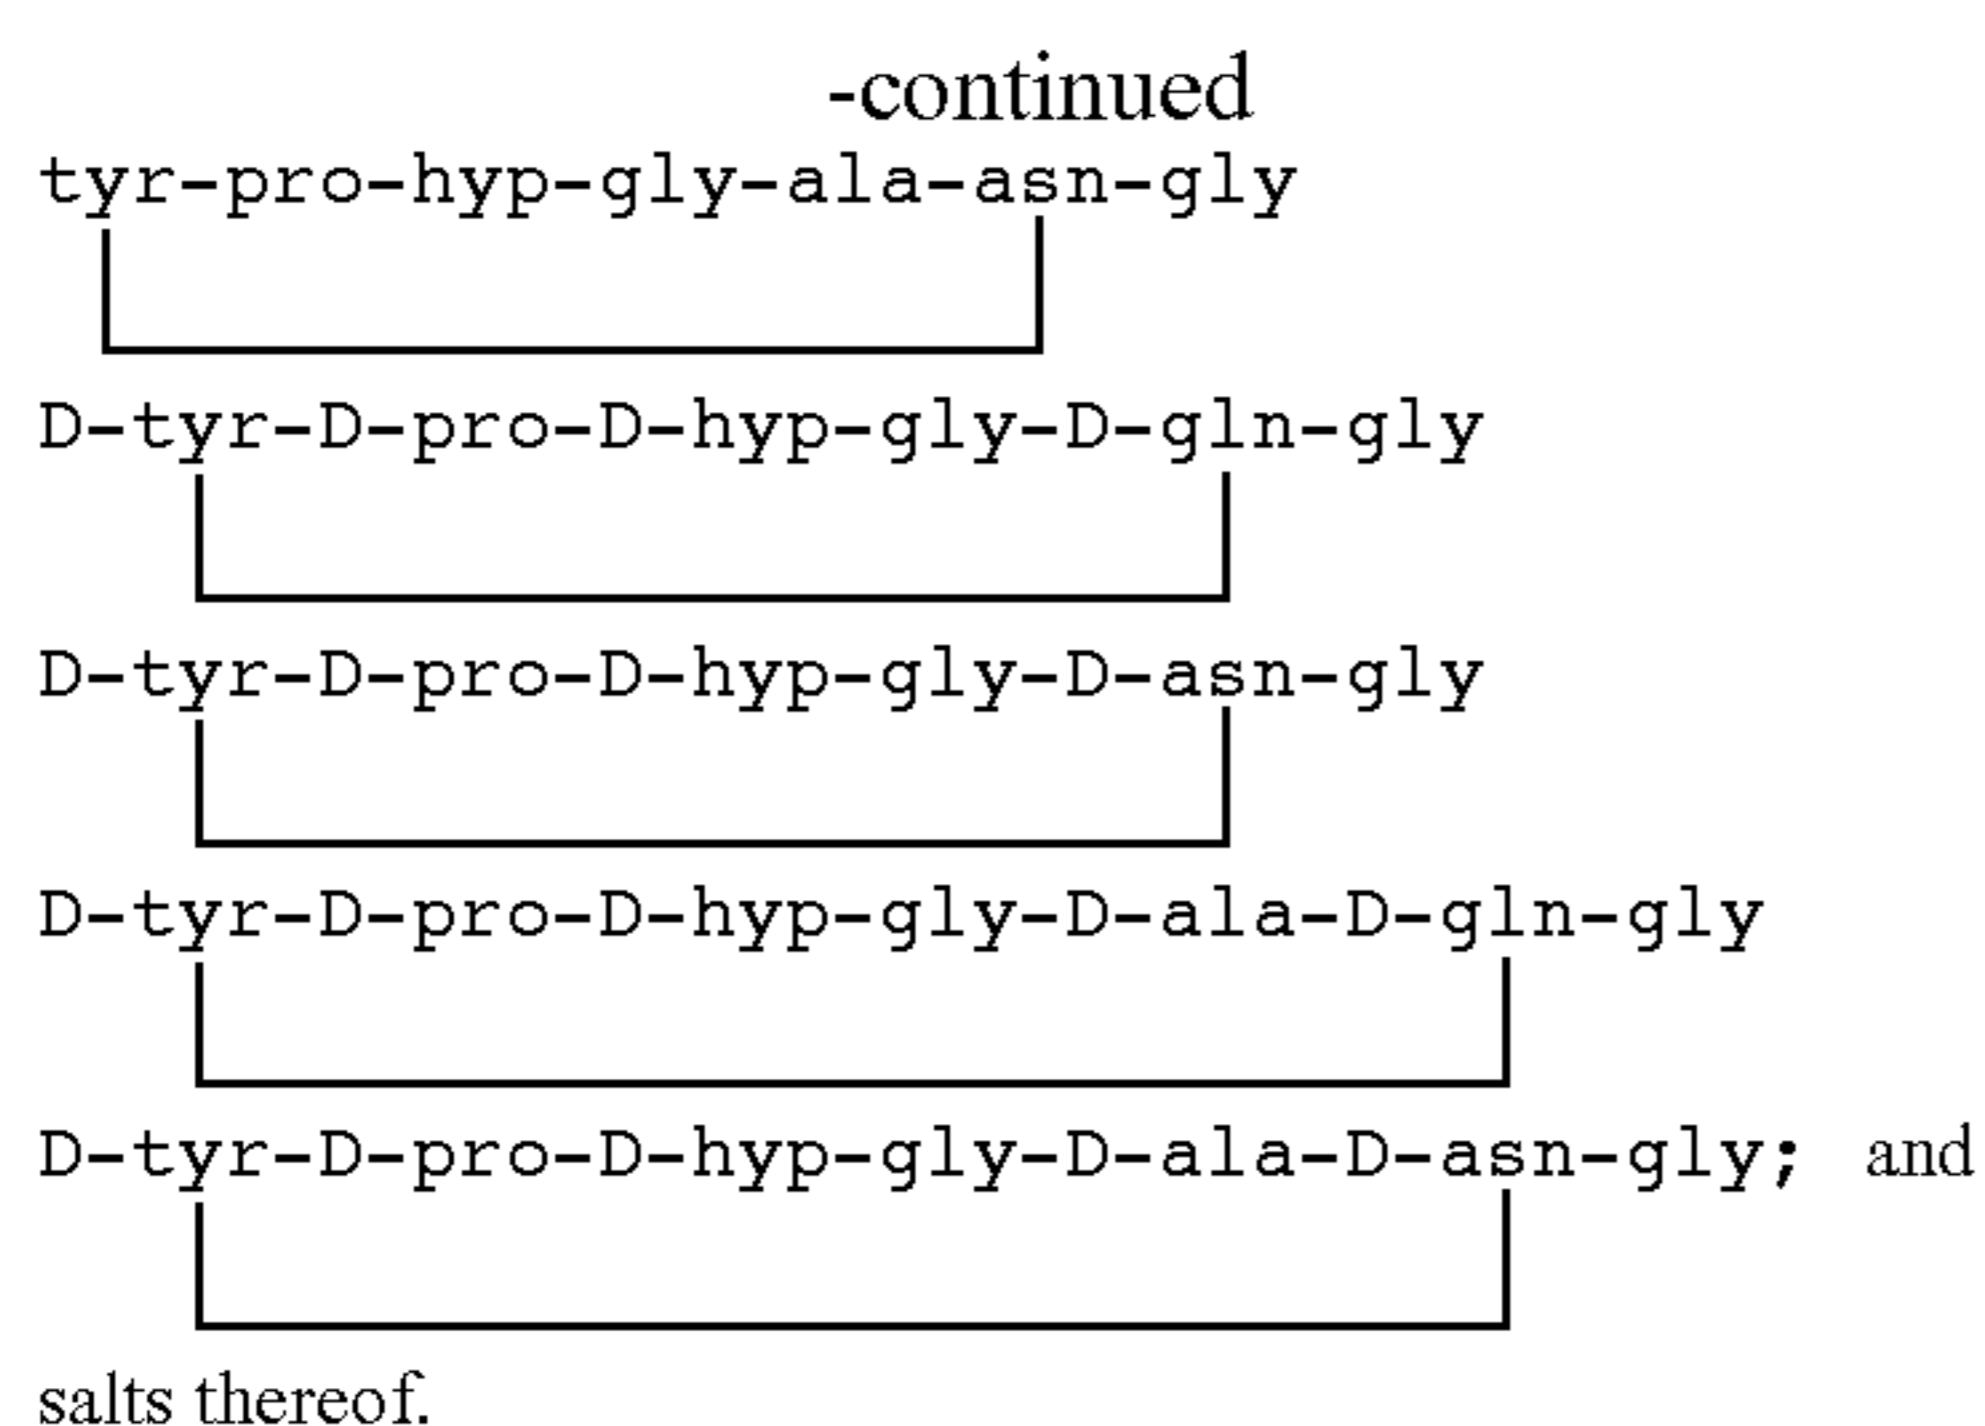 -continued
tyr-pro-hyp-gly-ala-asn-gly
D-tyr-D-pro-D-hyp-gly-D-gln-gly
D-tyr-D-pro-D-hyp-gly-D-asn-gly
D-tyr-D-pro-D-hyp-gly-D-ala-D-gln-gly
D-tyr-D-pro-D-hyp-gly-D-ala-D-asn-gly; and
salts thereof.